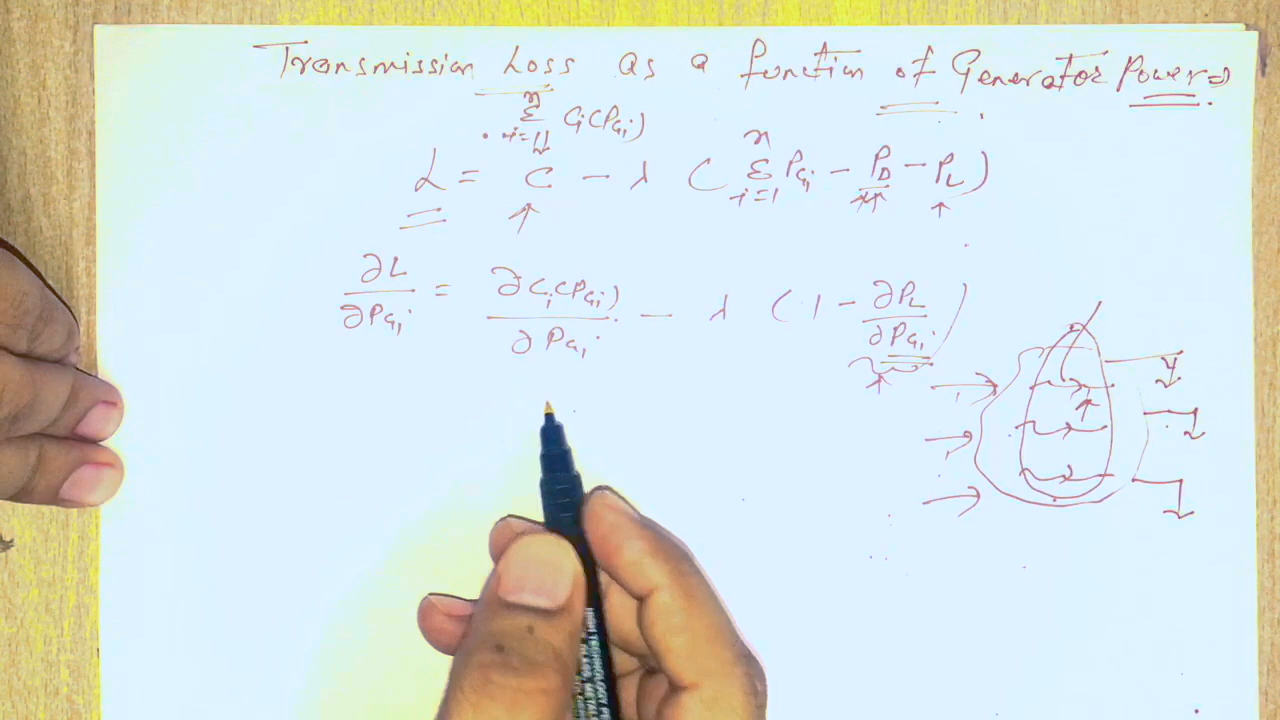 Transmission Loss as a function of Generator Power⇒
n Σ i=1 Ci(PGi)
L = C − λ ( n Σ i=1 PGi − PD − PL )
∂L/∂PGi = ∂Ci(PGi)/∂PGi − λ (1 − ∂PL/∂PGi)